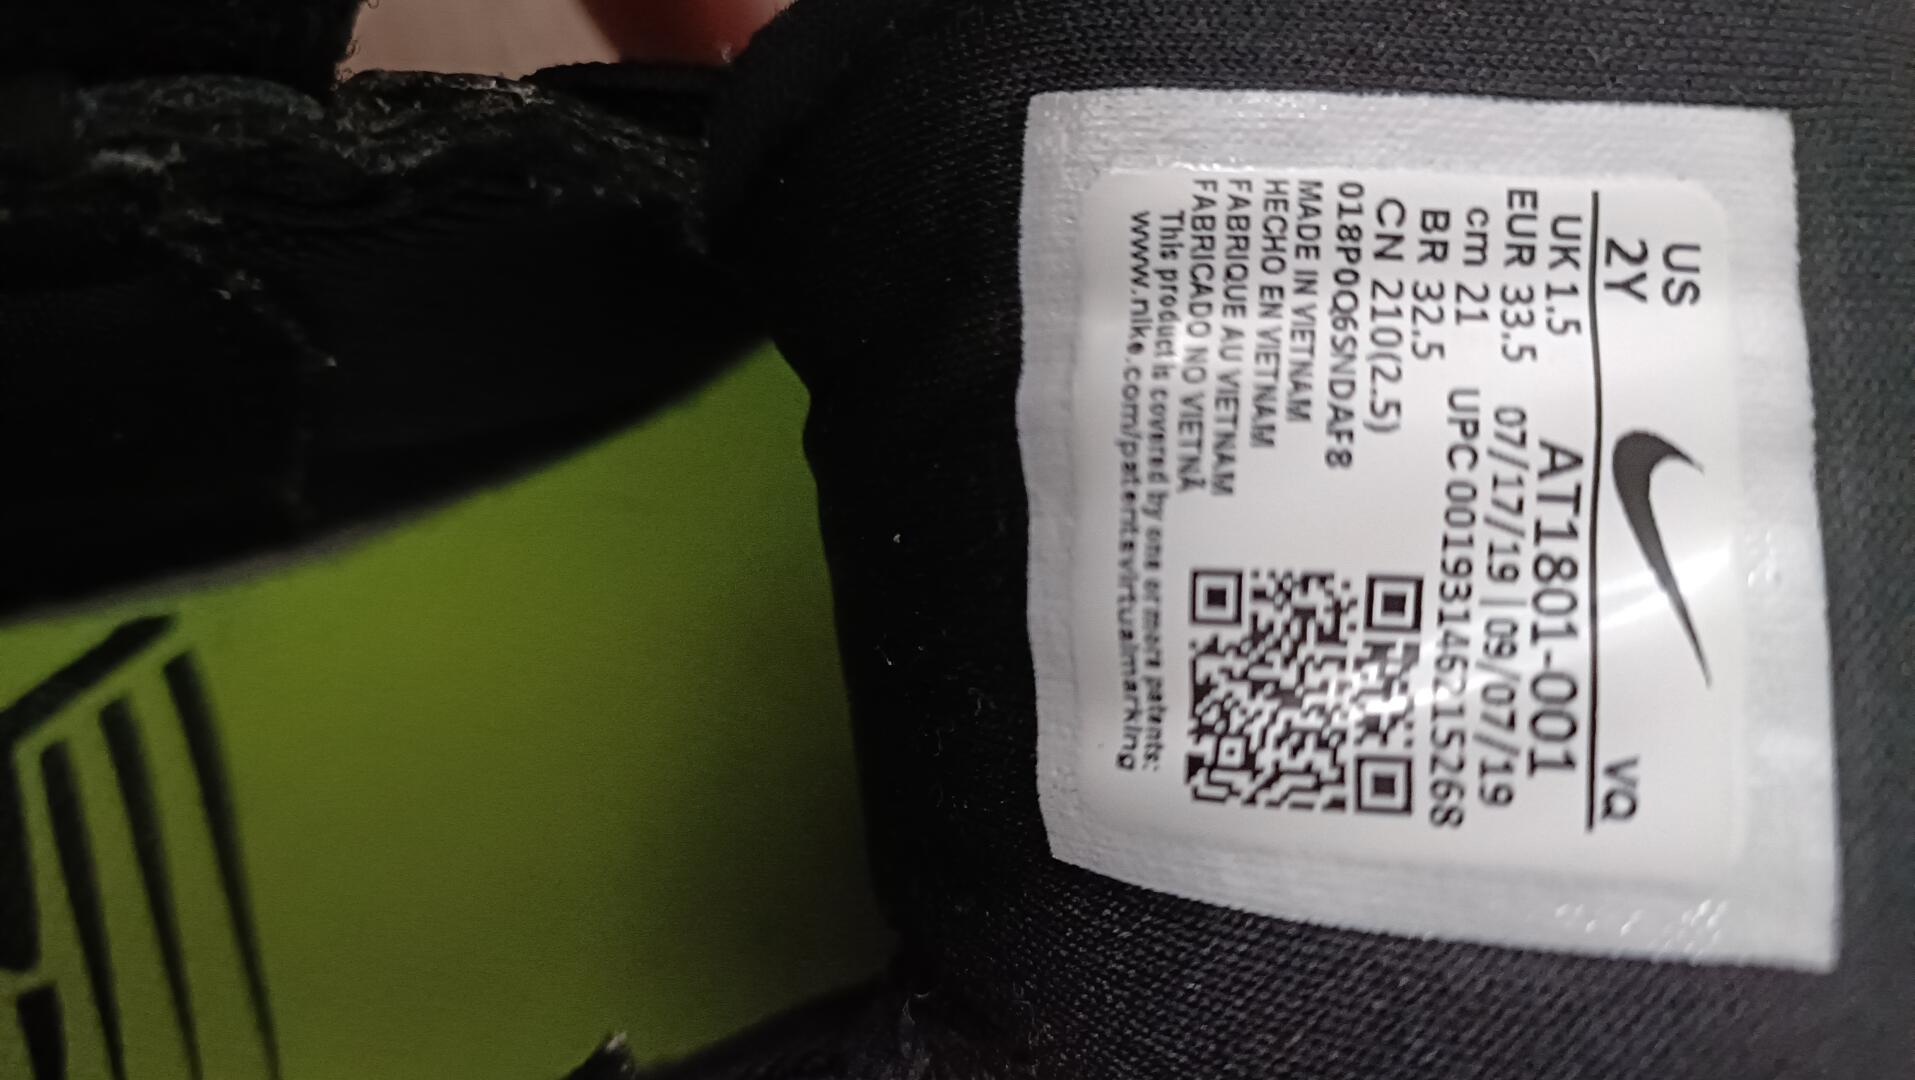 US
2Y
VQ
UK 1.5
AT1801-001
EUR 33.5
07/17/19 | 09/07/19
cm 21
UPC 00193146215268
BR 32.5
CN 210(2.5)
018P0Q6SNDAF8
MADE IN VIETNAM
HECHO EN VIETNAM
FABRIQUE AU VIETNAM
FABRICADO NO VIETNÃ
This product is covered by one or more patents:
www.nike.com/patentsvirtualmarking